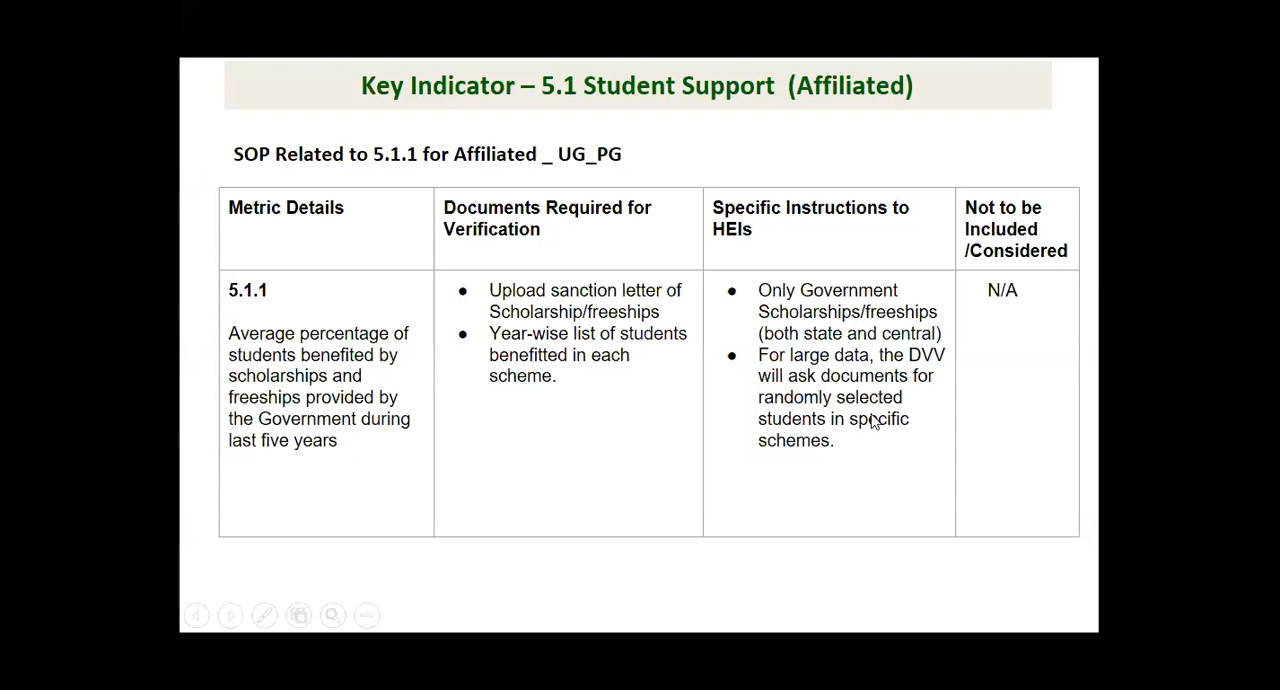 Key Indicator – 5.1 Student Support (Affiliated)
SOP Related to 5.1.1 for Affiliated _ UG_PG
Metric Details
Documents Required for
Verification
Specific Instructions to
HEIs
Not to be
Included
/Considered
5.1.1
Average percentage of
students benefited by
scholarships and
freeships provided by
the Government during
last five years
● Upload sanction letter of
Scholarship/freeships
● Year-wise list of students
benefitted in each
scheme.
● Only Government
Scholarships/freeships
(both state and central)
● For large data, the DVV
will ask documents for
randomly selected
students in specific
schemes.
N/A